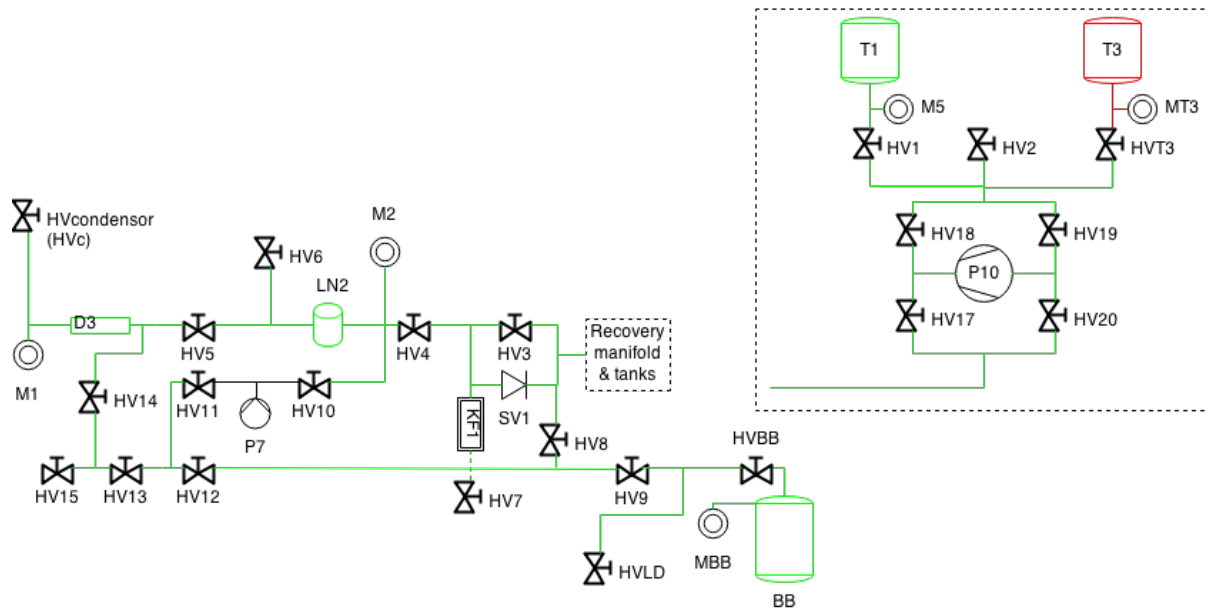 T1
T3
M5
MT3
HV1
HV2
HVT3
HVcondensor
(HVc)
M2
HV6
HV18
HV19
P10
LN2
D3
HV17
HV20
HV5
HV4
HV3
Recovery
manifold
& tanks
M1
HV14
HV11
HV10
P7
KF1
SV1
HV8
HVBB
HV15
HV13
HV12
HV7
HV9
MBB
HVLD
BB